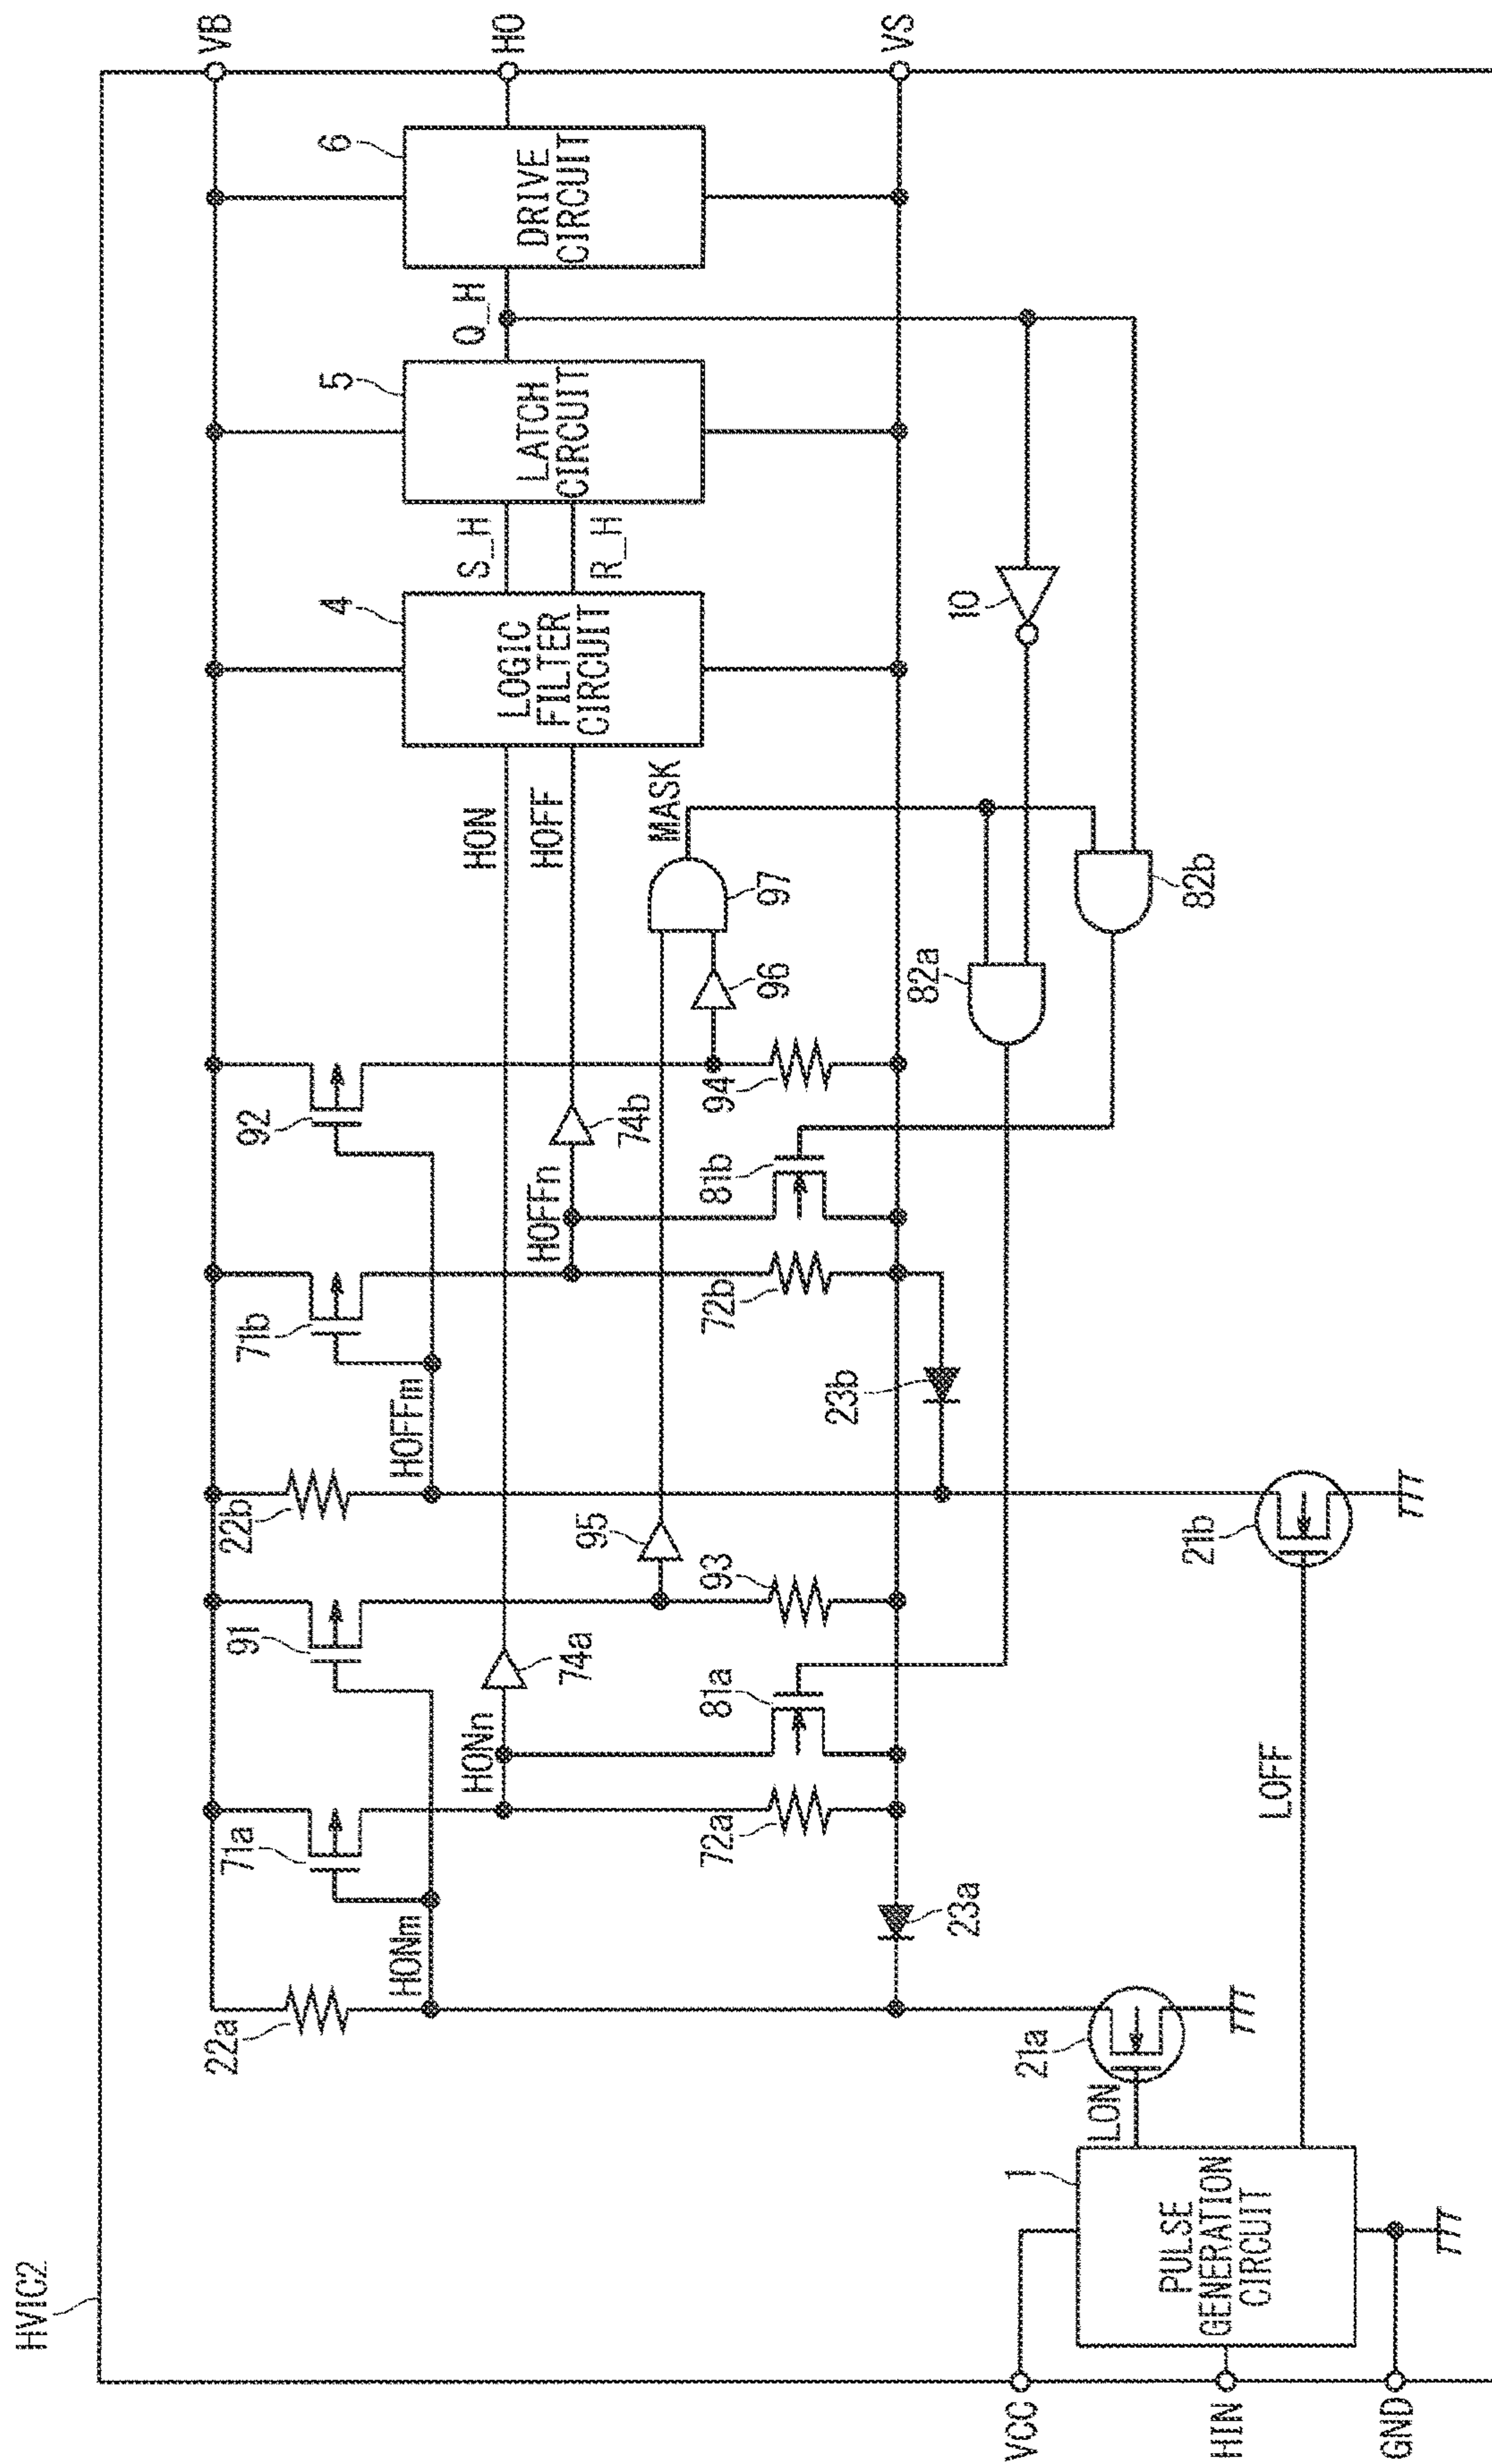 HVIC2
VB
HO
VS
VCC
HIN
GND
1
PULSE
GENERATION
CIRCUIT
LON
LOFF
21a
21b
22a
HONm
71a
91
22b
HOFFm
71b
92
HONn
74a
95
HOFFn
74b
HON
HOFF
MASK
96
97
72a
81a
93
72b
81b
94
23a
23b
82a
82b
10
4
LOGIC
FILTER
CIRCUIT
S_H
R_H
5
LATCH
CIRCUIT
Q_H
6
DRIVE
CIRCUIT